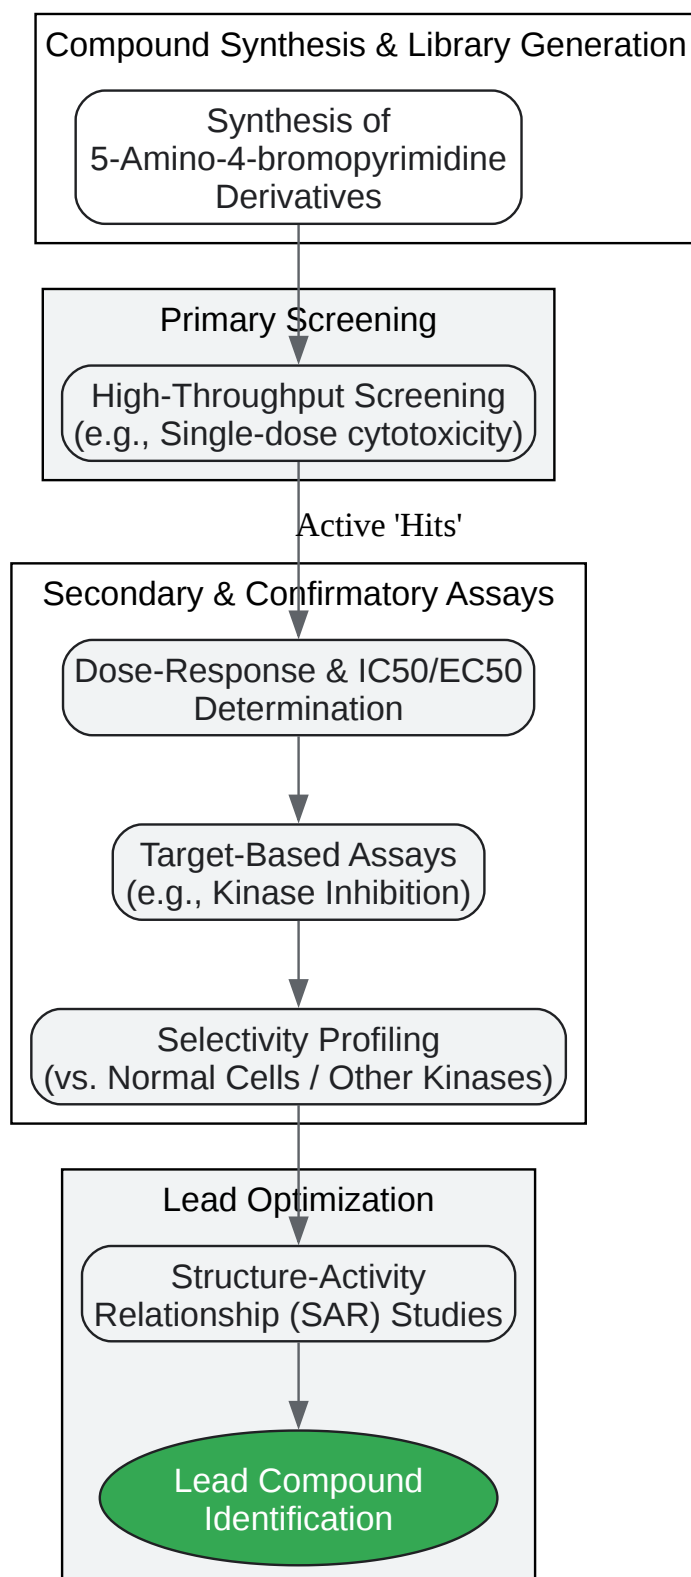 Compound Synthesis & Library Generation
Synthesis of
5-Amino-4-bromopyrimidine
Derivatives
Primary Screening
High-Throughput Screening
(e.g., Single-dose cytotoxicity)
Active 'Hits'
Secondary & Confirmatory Assays
Dose-Response & IC50/EC50
Determination
Target-Based Assays
(e.g., Kinase Inhibition)
Selectivity Profiling
(vs. Normal Cells / Other Kinases)
Lead Optimization
Structure-Activity
Relationship (SAR) Studies
Lead Compound
Identification